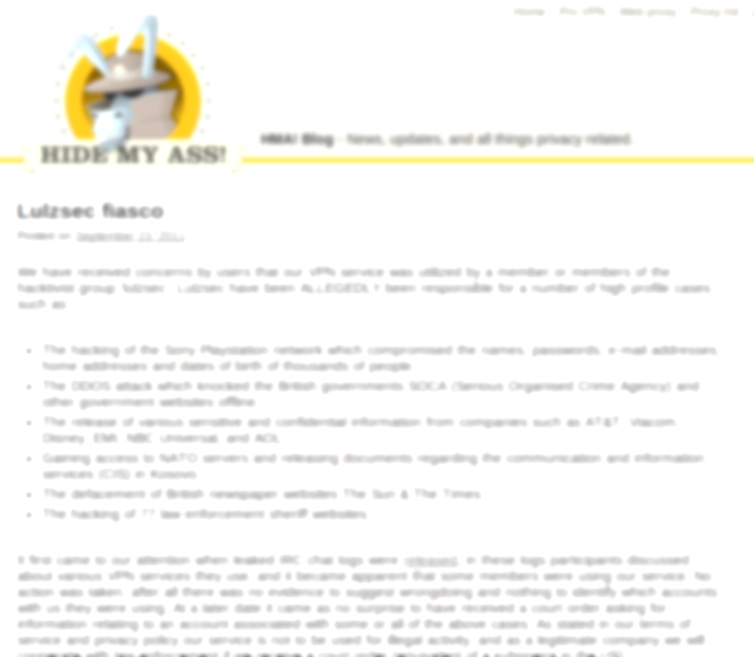 Home Pro VPN Web proxy Proxy list
HIDE MY ASS!
HMA! Blog - News, updates, and all things privacy related.
Lulzsec fiasco
Posted on September 23, 2011
We have received concerns by users that our VPN service was utilized by a member or members of the
hacktivist group 'lulzsec'. Lulzsec have been ALLEGEDLY been responsible for a number of high profile cases
such as:
The hacking of the Sony Playstation network which compromised the names, passwords, e-mail addresses,
home addresses and dates of birth of thousands of people.
The DDOS attack which knocked the British governments SOCA (Serious Organised Crime Agency) and
other government websites offline.
The release of various sensitive and confidential information from companies such as AT&T, Viacom,
Disney, EMI, NBC Universal, and AOL.
Gaining access to NATO servers and releasing documents regarding the communication and information
services (CIS) in Kosovo.
The defacement of British newspaper websites The Sun & The Times.
The hacking of 77 law enforcement sheriff websites.
It first came to our attention when leaked IRC chat logs were released, in these logs participants discussed
about various VPN services they use, and it became apparent that some members were using our service. No
action was taken, after all there was no evidence to suggest wrongdoing and nothing to identify which accounts
with us they were using. At a later date it came as no surprise to have received a court order asking for
information relating to an account associated with some or all of the above cases. As stated in our terms of
service and privacy policy our service is not to be used for illegal activity, and as a legitimate company we will